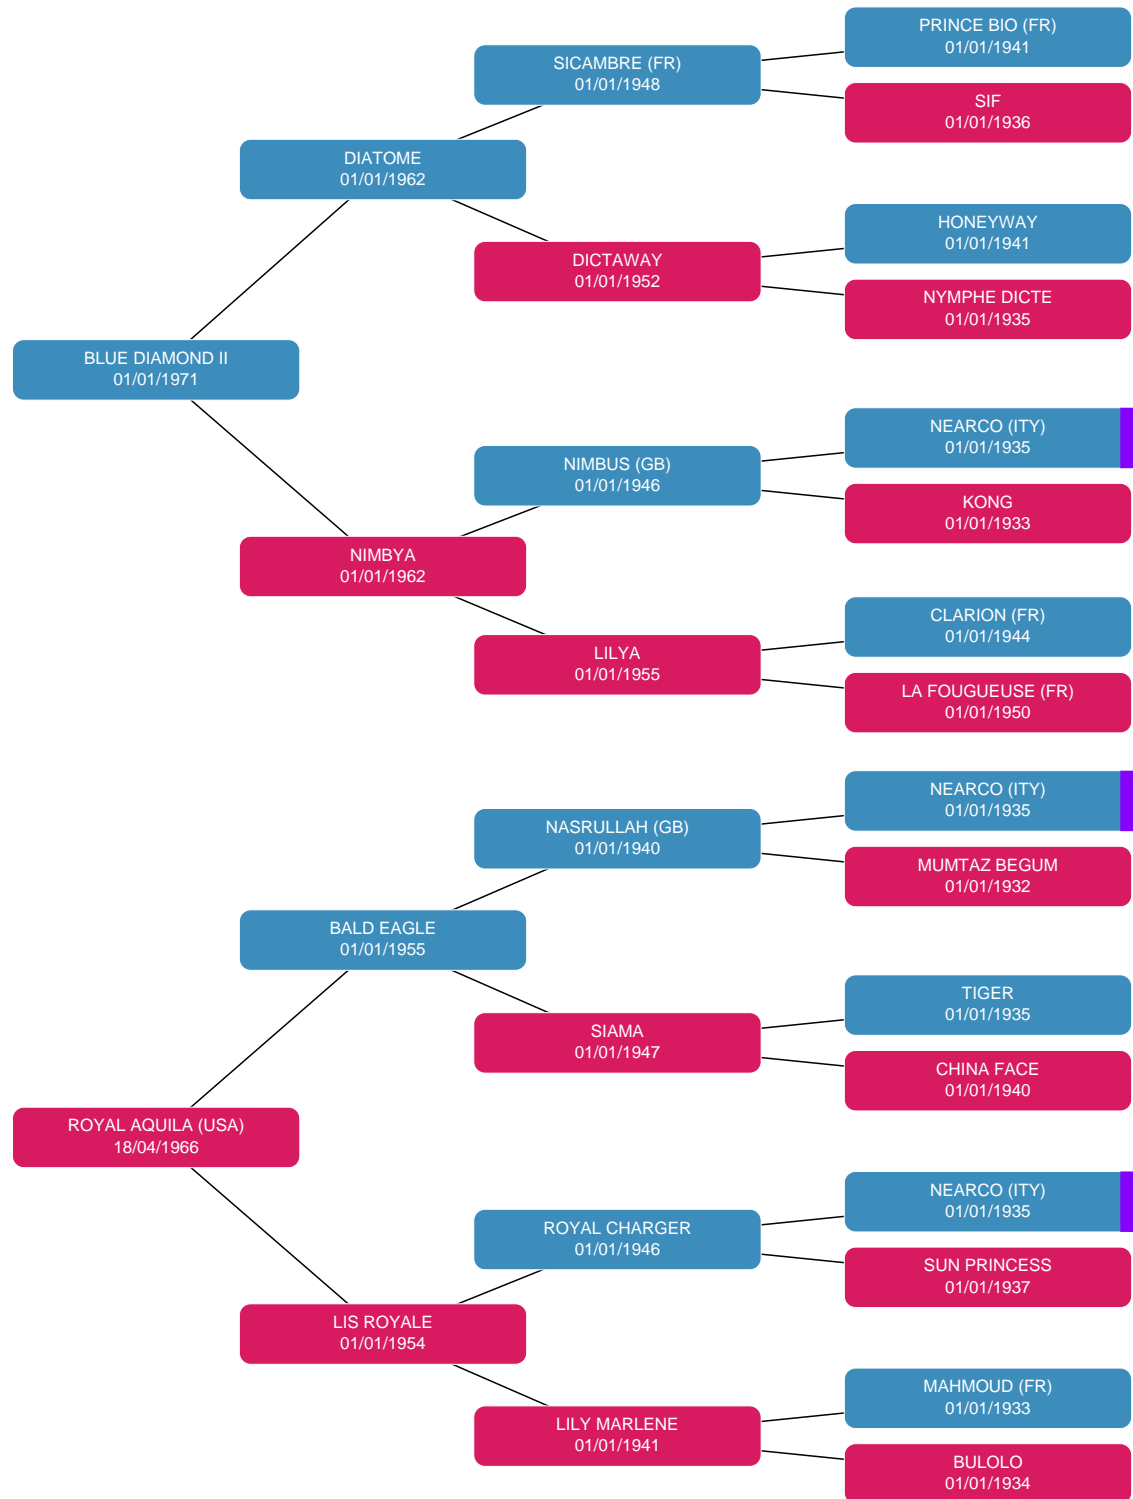 PRINCE BIO (FR)
01/01/1941
SICAMBRE (FR)
01/01/1948
SIF
01/01/1936
DIATOME
01/01/1962
HONEYWAY
01/01/1941
DICTAWAY
01/01/1952
NYMPHE DICTE
01/01/1935
BLUE DIAMOND II
01/01/1971
NEARCO (ITY)
01/01/1935
NIMBUS (GB)
01/01/1946
KONG
01/01/1933
NIMBYA
01/01/1962
CLARION (FR)
01/01/1944
LILYA
01/01/1955
LA FOUGUEUSE (FR)
01/01/1950
NEARCO (ITY)
01/01/1935
NASRULLAH (GB)
01/01/1940
MUMTAZ BEGUM
01/01/1932
BALD EAGLE
01/01/1955
TIGER
01/01/1935
SIAMA
01/01/1947
CHINA FACE
01/01/1940
ROYAL AQUILA (USA)
18/04/1966
NEARCO (ITY)
01/01/1935
ROYAL CHARGER
01/01/1946
SUN PRINCESS
01/01/1937
LIS ROYALE
01/01/1954
MAHMOUD (FR)
01/01/1933
LILY MARLENE
01/01/1941
BULOLO
01/01/1934